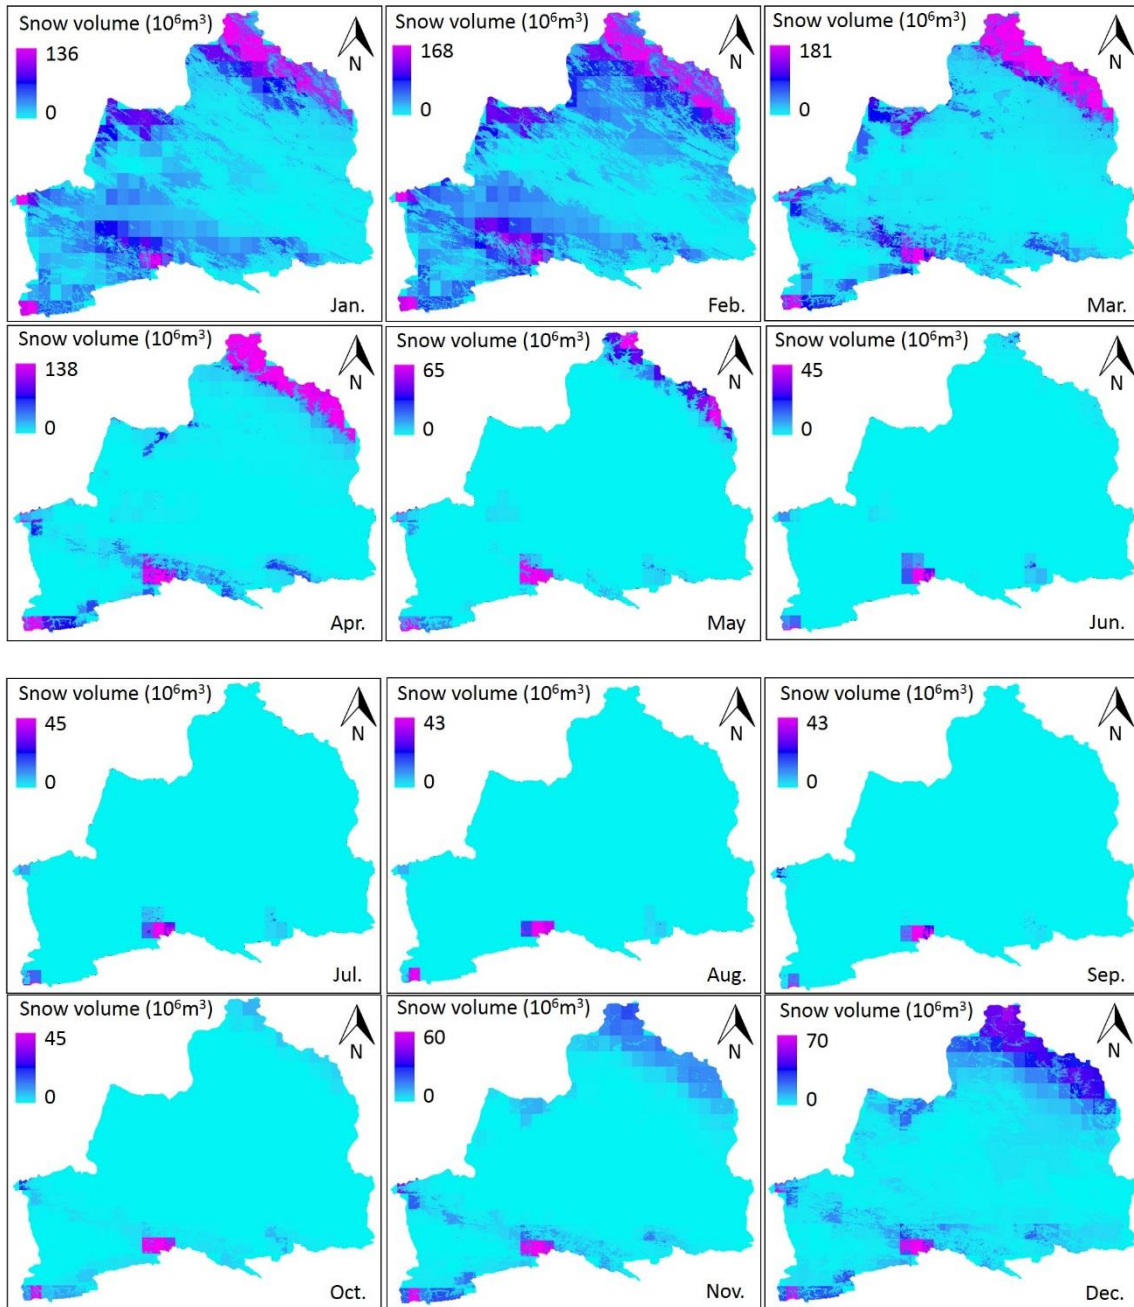 Snow volume (10⁶m³)
136
0
N
Jan.
Snow volume (10⁶m³)
168
0
N
Feb.
Snow volume (10⁶m³)
181
0
N
Mar.
Snow volume (10⁶m³)
138
0
N
Apr.
Snow volume (10⁶m³)
65
0
N
May
Snow volume (10⁶m³)
45
0
N
Jun.
Snow volume (10⁶m³)
45
0
N
Jul.
Snow volume (10⁶m³)
43
0
N
Aug.
Snow volume (10⁶m³)
43
0
N
Sep.
Snow volume (10⁶m³)
45
0
N
Oct.
Snow volume (10⁶m³)
60
0
N
Nov.
Snow volume (10⁶m³)
70
0
N
Dec.